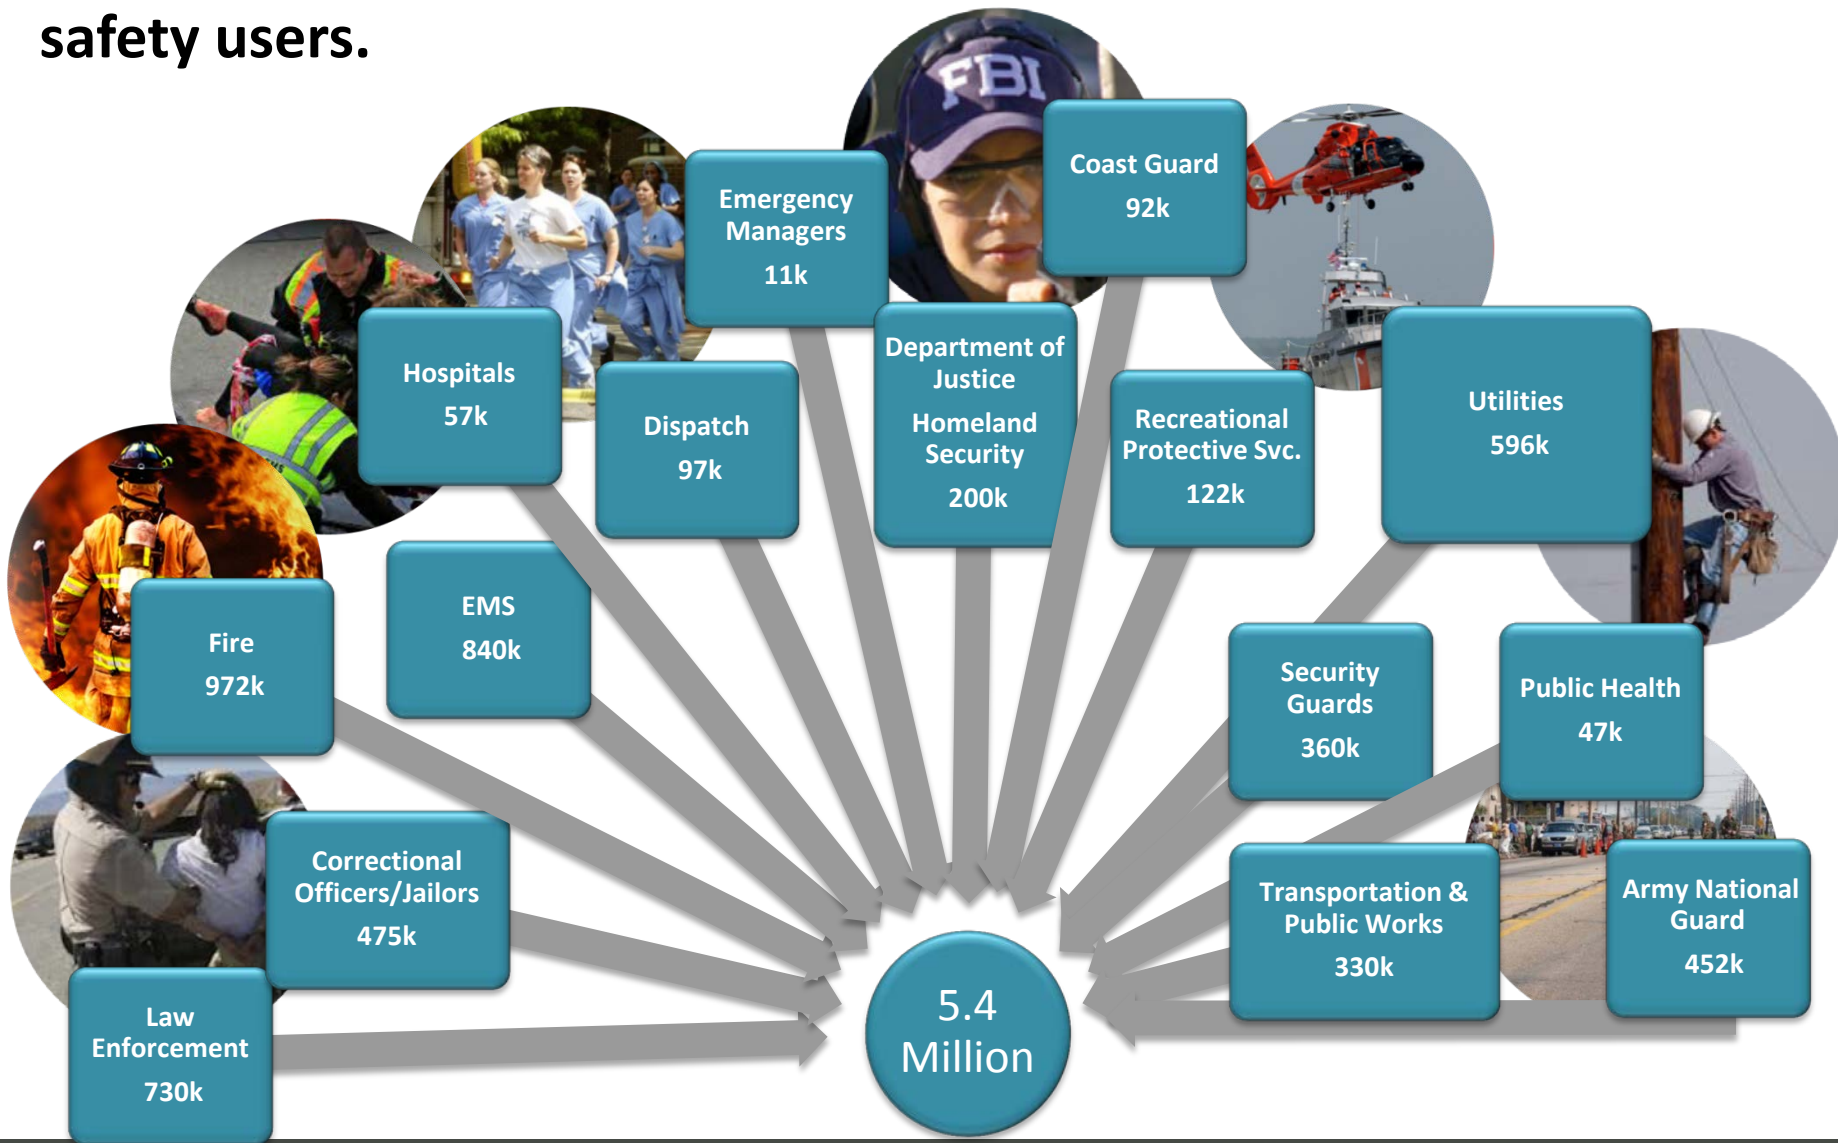 safety users.
FBI
Coast Guard
92k
Emergency
Managers
11k
Department of
Justice
Homeland
Security
200k
Hospitals
57k
Dispatch
97k
Recreational
Protective Svc.
122k
Utilities
596k
EMS
840k
Fire
972k
Security
Guards
360k
Public Health
47k
Correctional
Officers/Jailors
475k
Transportation &
Public Works
330k
Army National
Guard
452k
Law
Enforcement
730k
5.4
Million